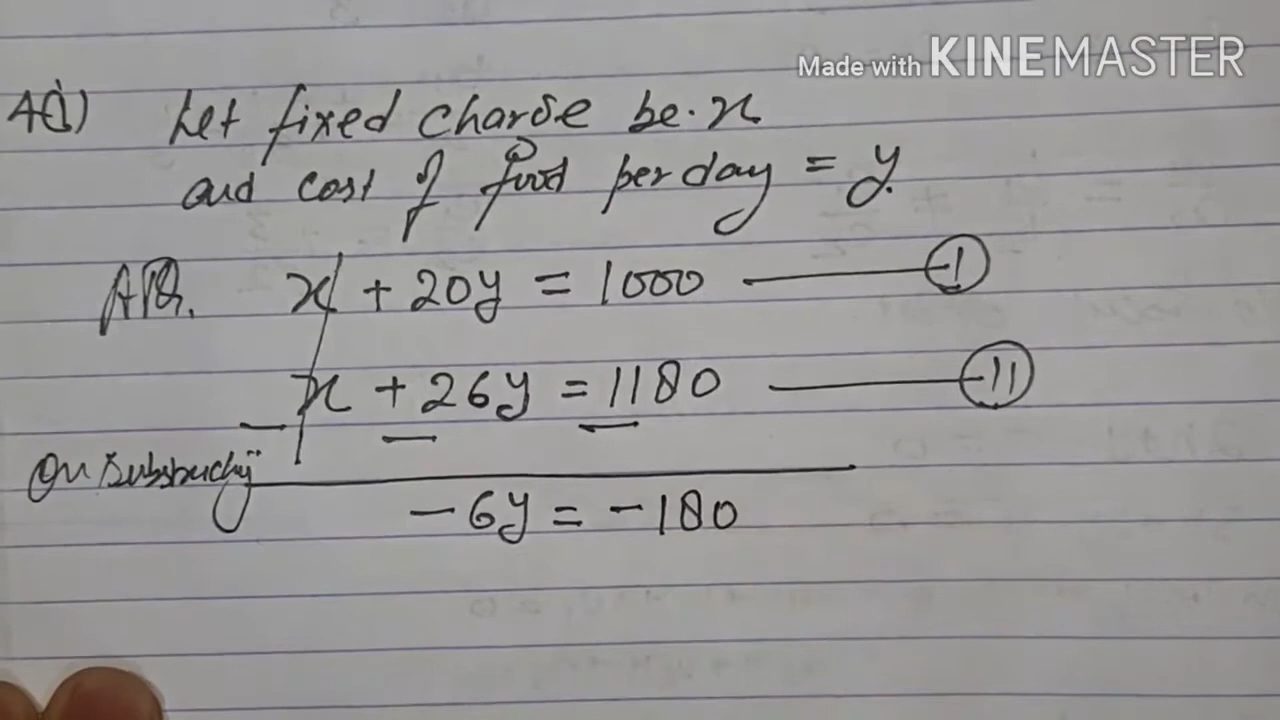 Made with KINEMASTER
4(i) Let fixed charge be x
and cost of food per day = y.
ATQ. x + 20y = 1000 — I
x + 26y = 1180 — II
− − −
On
− 6y = − 180